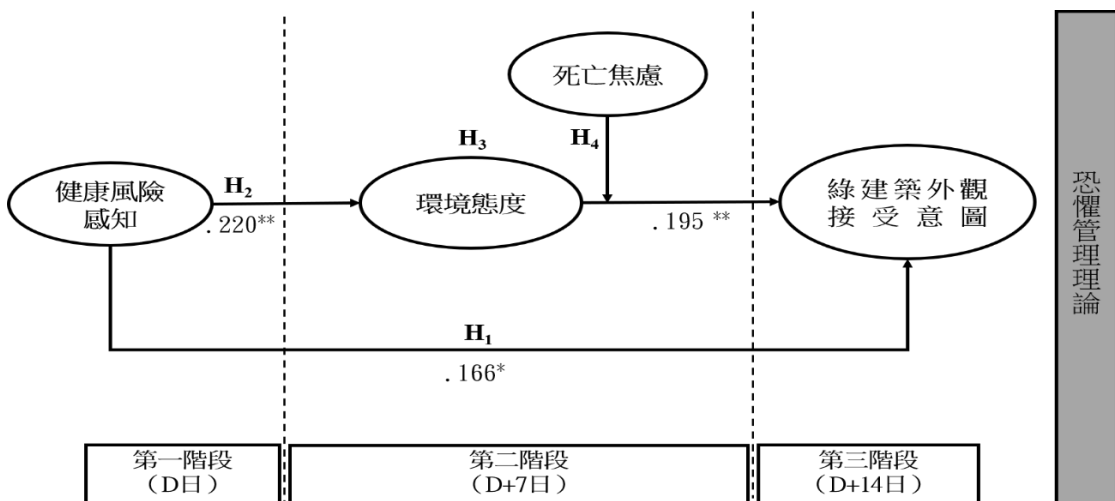 死亡焦慮
H₃
H₄
健康風險
感知
H₂
.220**
環境態度
.195 **
綠建築外觀
接受意圖
H₁
.166*
恐懼管理理論
第一階段
（D日）
第二階段
（D+7日）
第三階段
（D+14日）